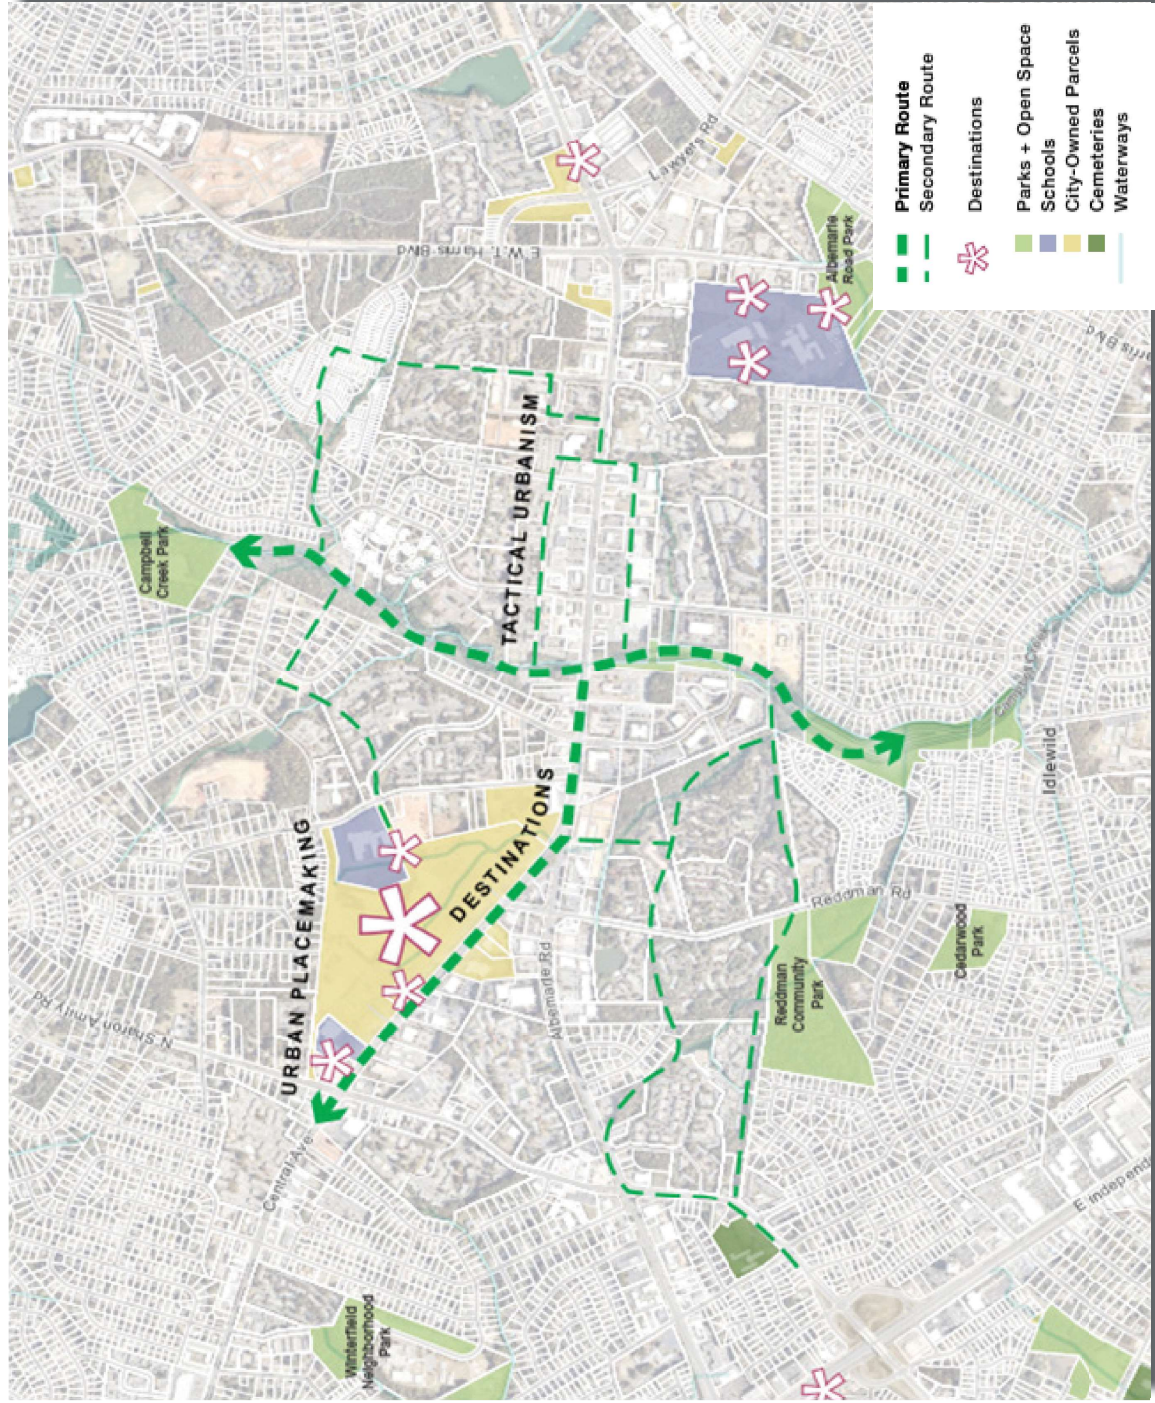 Primary Route
Secondary Route
Destinations
Parks + Open Space
Schools
City-Owned Parcels
Cemeteries
Waterways
Campbell
Creek Park
Lawyers Rd
E W.T. Harris Blvd
Albemarle
Road Park
TACTICAL URBANISM
URBAN PLACEMAKING
DESTINATIONS
N Sharon Amity Rd
Central Ave
Albemarle Rd
Reddman Rd
Reddman
Community
Park
Cedarwood
Park
Idlewild
Winterfield
Neighborhood
Park
E Independ